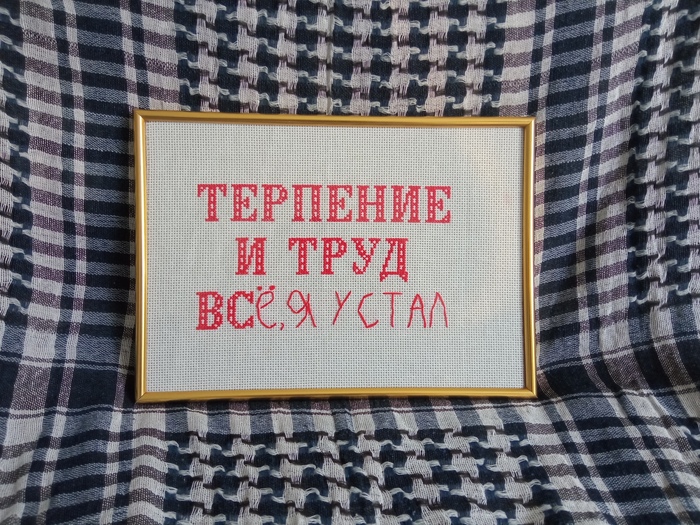 ТЕРПЕНИЕ
И ТРУД
ВСЁ, Я УСТАЛ